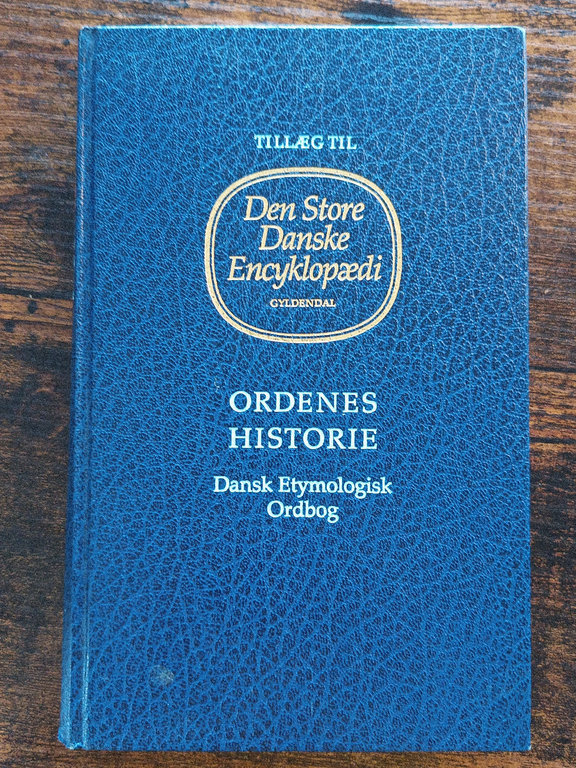 TILLÆG TIL
Den Store
Danske
Encyklopædi
GYLDENDAL
ORDENES
HISTORIE
Dansk Etymologisk
Ordbog